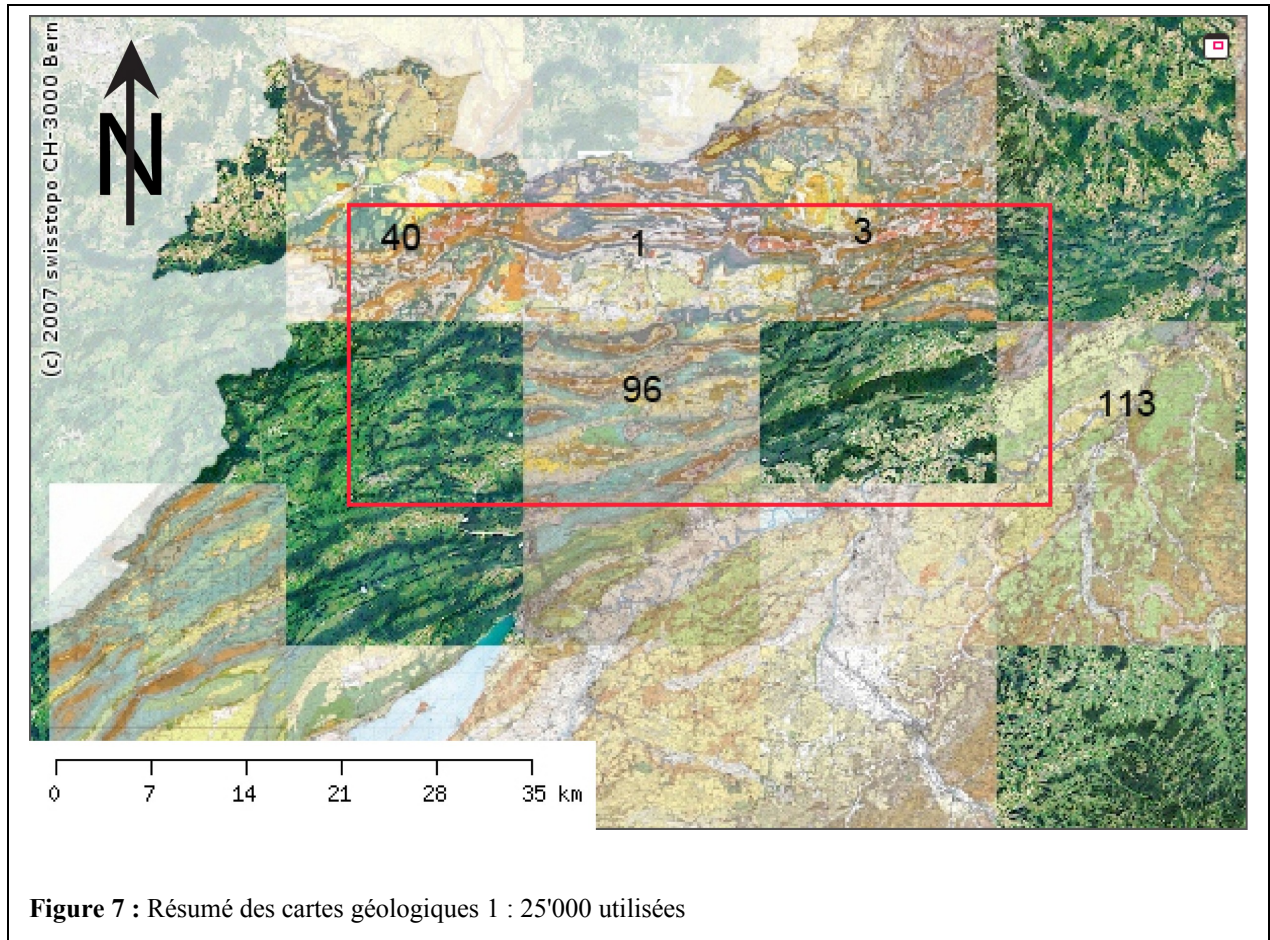 (c) 2007 swisstopo CH-3000 Bern
N
40
1
3
96
113
0 7 14 21 28 35 km
Figure 7 : Résumé des cartes géologiques 1 : 25'000 utilisées